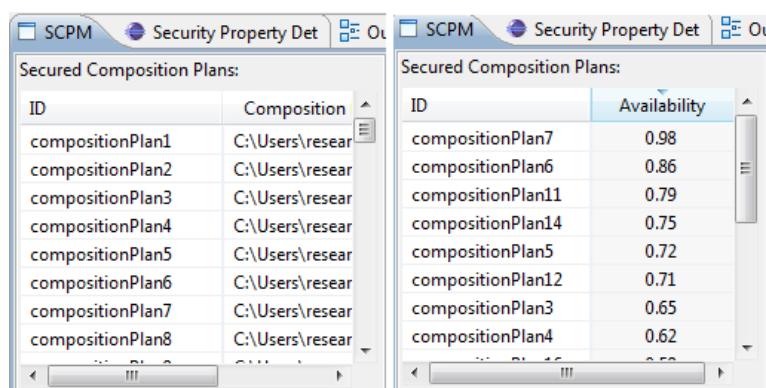 SCPM Security Property Det Ou
Secured Composition Plans:
ID Composition
compositionPlan1 C:\Users\resear
compositionPlan2 C:\Users\resear
compositionPlan3 C:\Users\resear
compositionPlan4 C:\Users\resear
compositionPlan5 C:\Users\resear
compositionPlan6 C:\Users\resear
compositionPlan7 C:\Users\resear
compositionPlan8 C:\Users\resear
SCPM Security Property Det Ou
Secured Composition Plans:
ID Availability
compositionPlan7 0.98
compositionPlan6 0.86
compositionPlan11 0.79
compositionPlan14 0.75
compositionPlan5 0.72
compositionPlan12 0.71
compositionPlan3 0.65
compositionPlan4 0.62